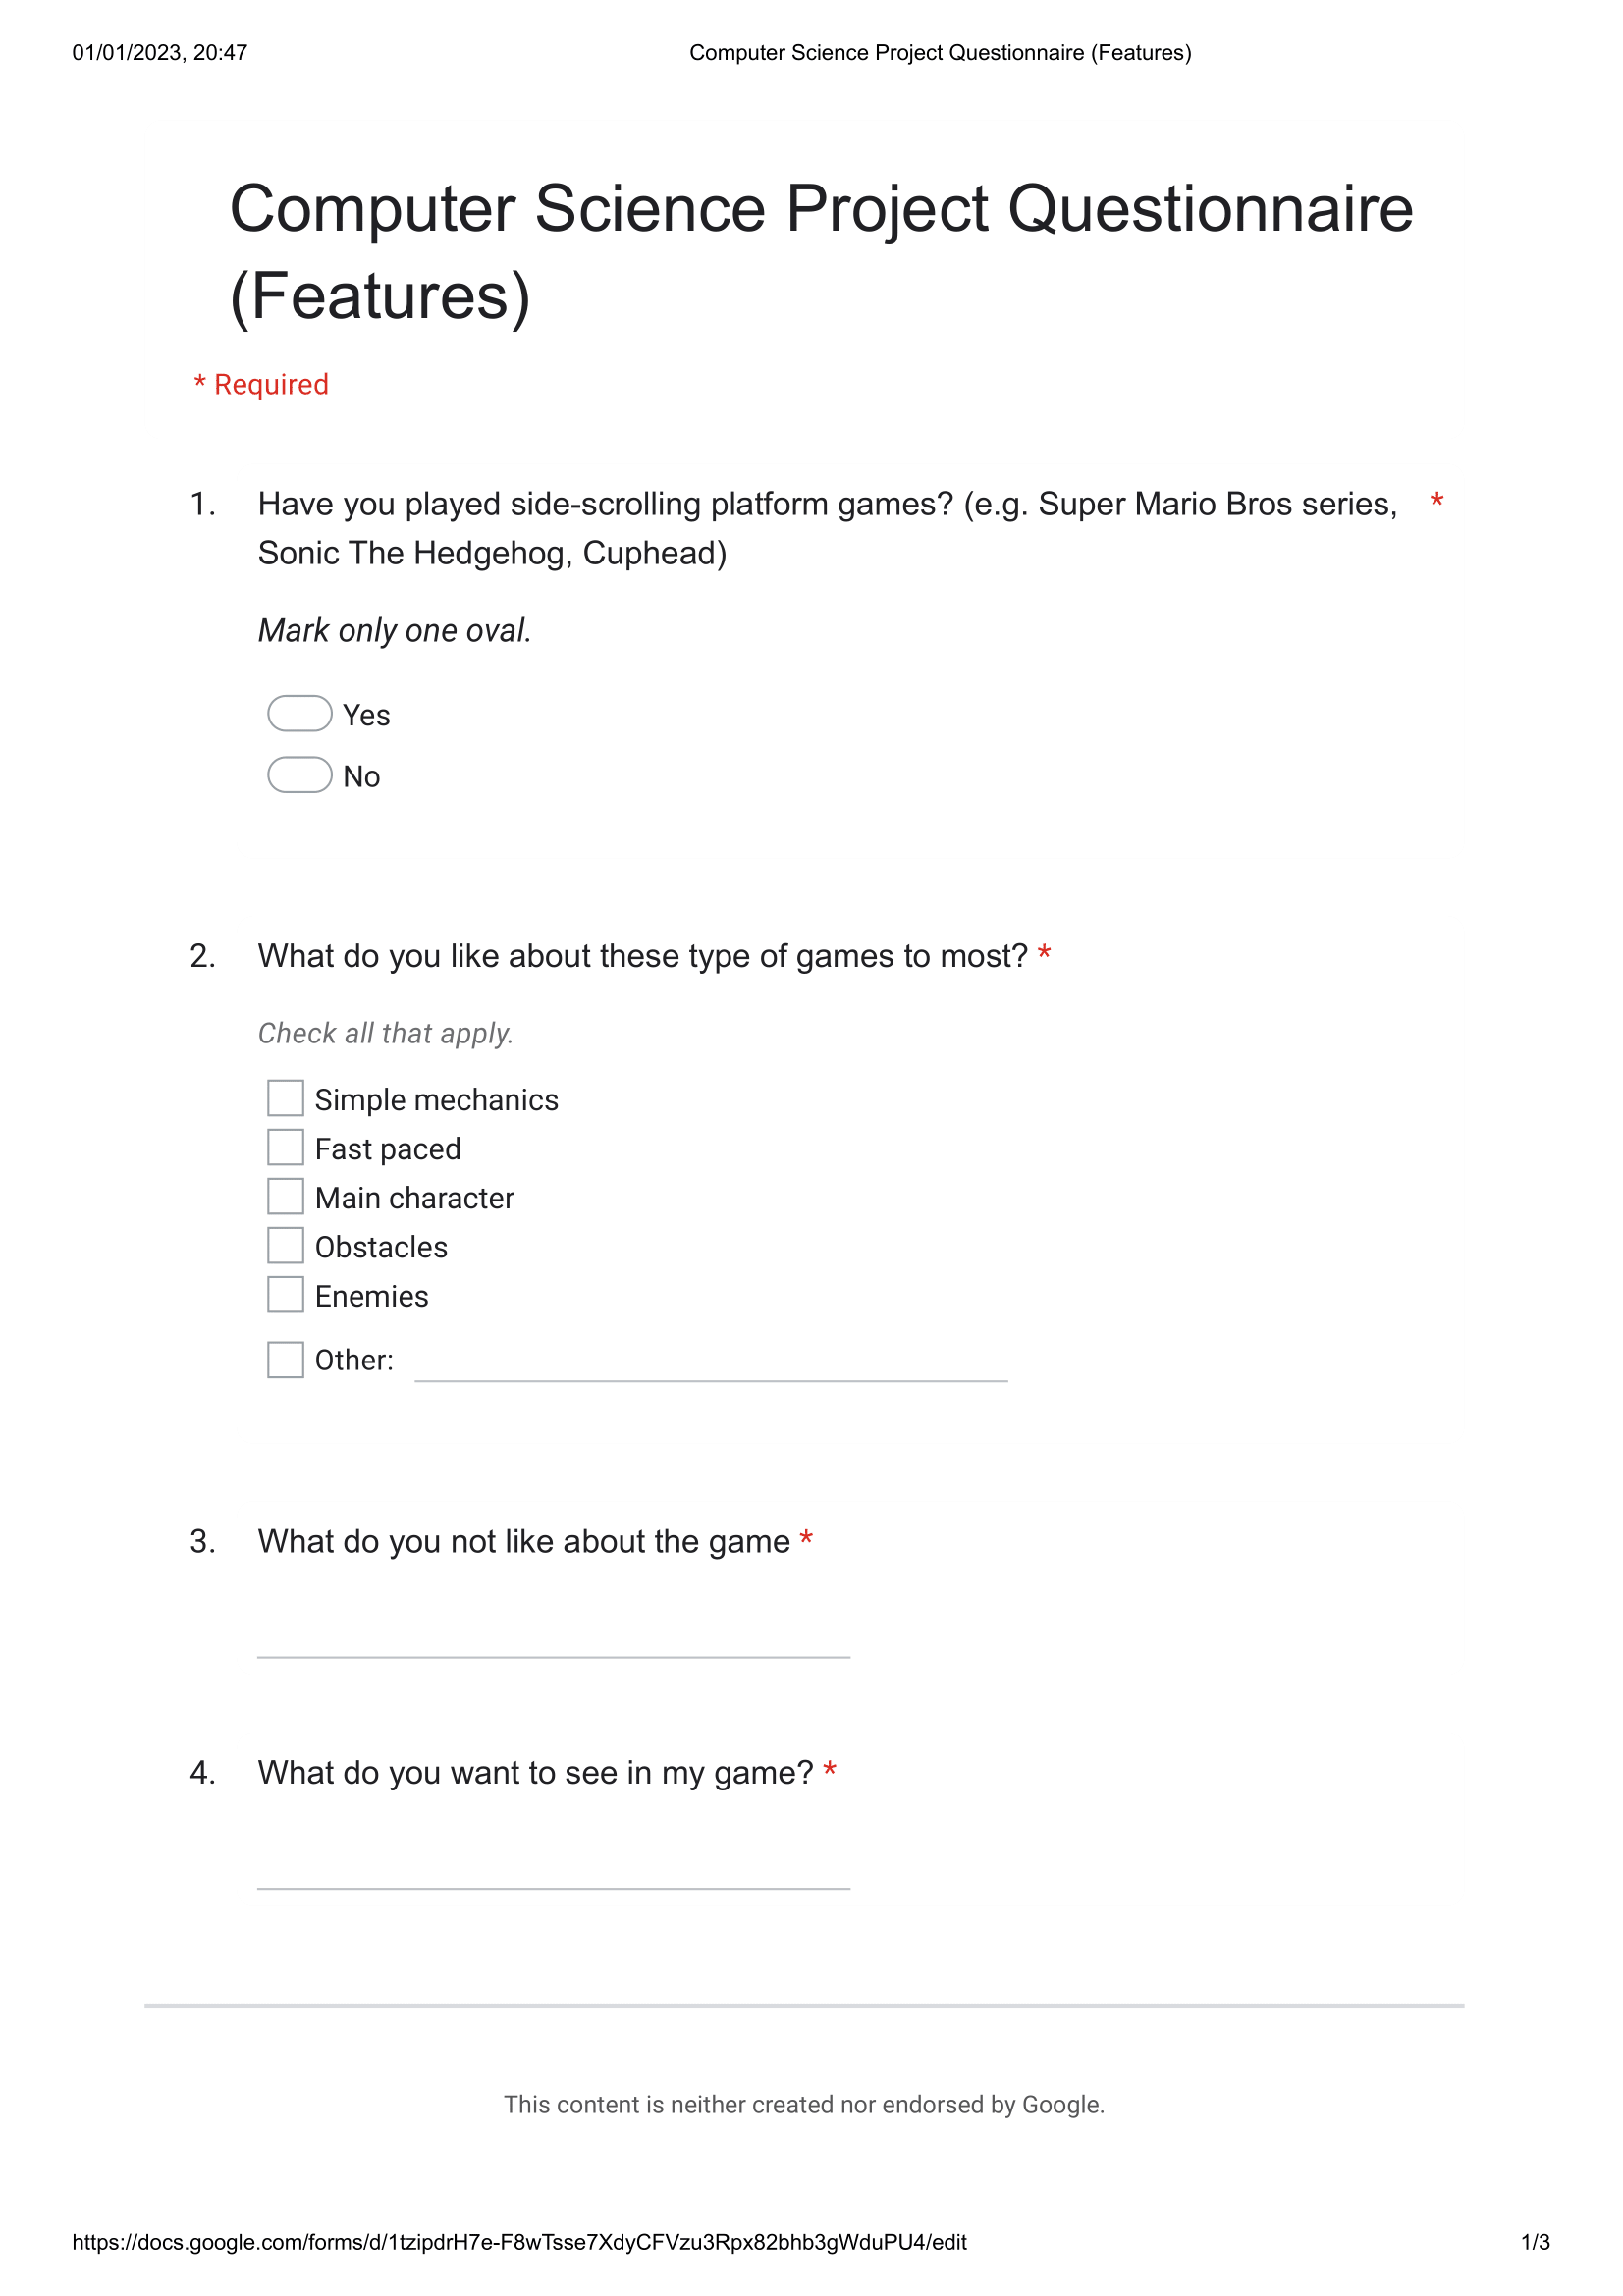 01/01/2023, 20:47
Computer Science Project Questionnaire (Features)
Computer Science Project Questionnaire
(Features)
* Required
1. Have you played side-scrolling platform games? (e.g. Super Mario Bros series, *
Sonic The Hedgehog, Cuphead)
Mark only one oval.
Yes
No
2. What do you like about these type of games to most? *
Check all that apply.
Simple mechanics
Fast paced
Main character
Obstacles
Enemies
Other:
3. What do you not like about the game *
4. What do you want to see in my game? *
This content is neither created nor endorsed by Google.
https://docs.google.com/forms/d/1tzipdrH7e-F8wTsse7XdyCFVzu3Rpx82bhb3gWduPU4/edit
1/3